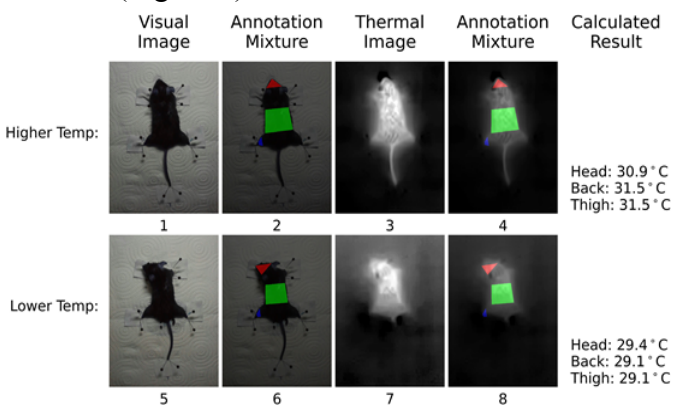 Visual Image
Annotation Mixture
Thermal Image
Annotation Mixture
Calculated Result
Higher Temp:
Head: 30.9°C
Back: 31.5°C
Thigh: 31.5°C
1
2
3
4
Lower Temp:
Head: 29.4°C
Back: 29.1°C
Thigh: 29.1°C
5
6
7
8